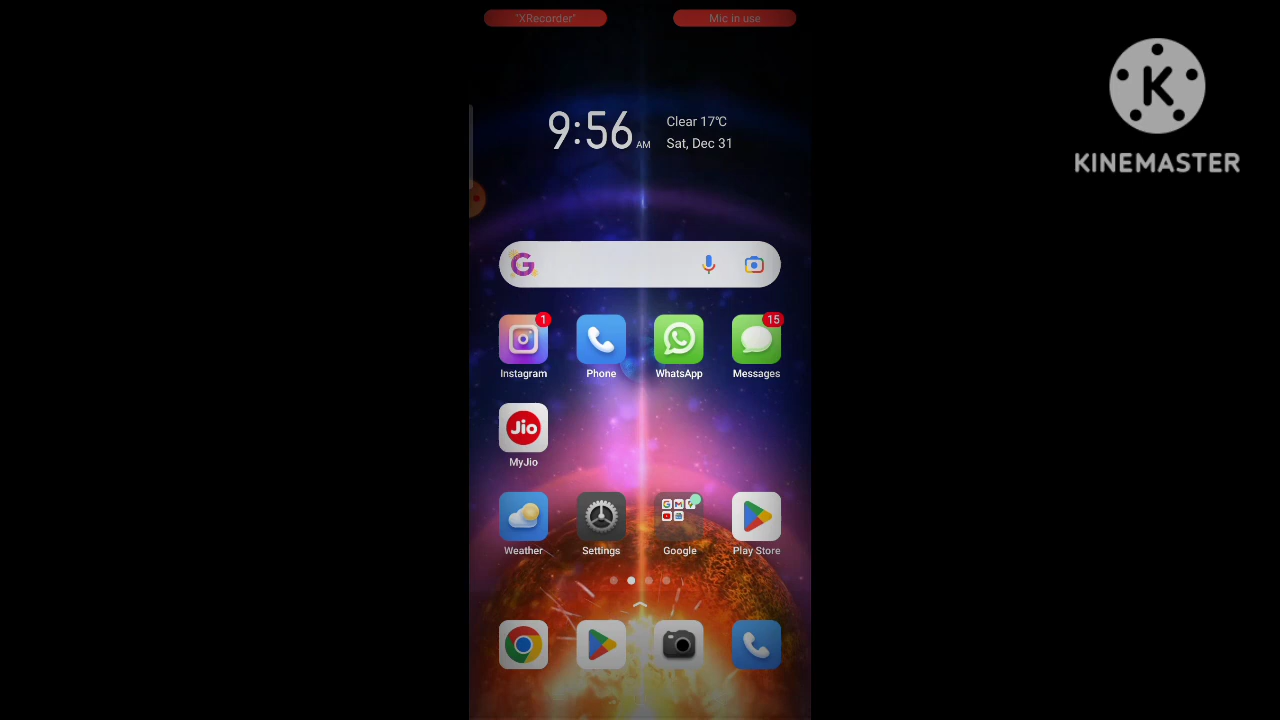 "XRecorder"
Mic in use
9:56 AM
Clear 17℃
Sat, Dec 31
K
KINEMASTER
G
1
15
Instagram
Phone
WhatsApp
Messages
Jio
MyJio
Weather
Settings
Google
Play Store